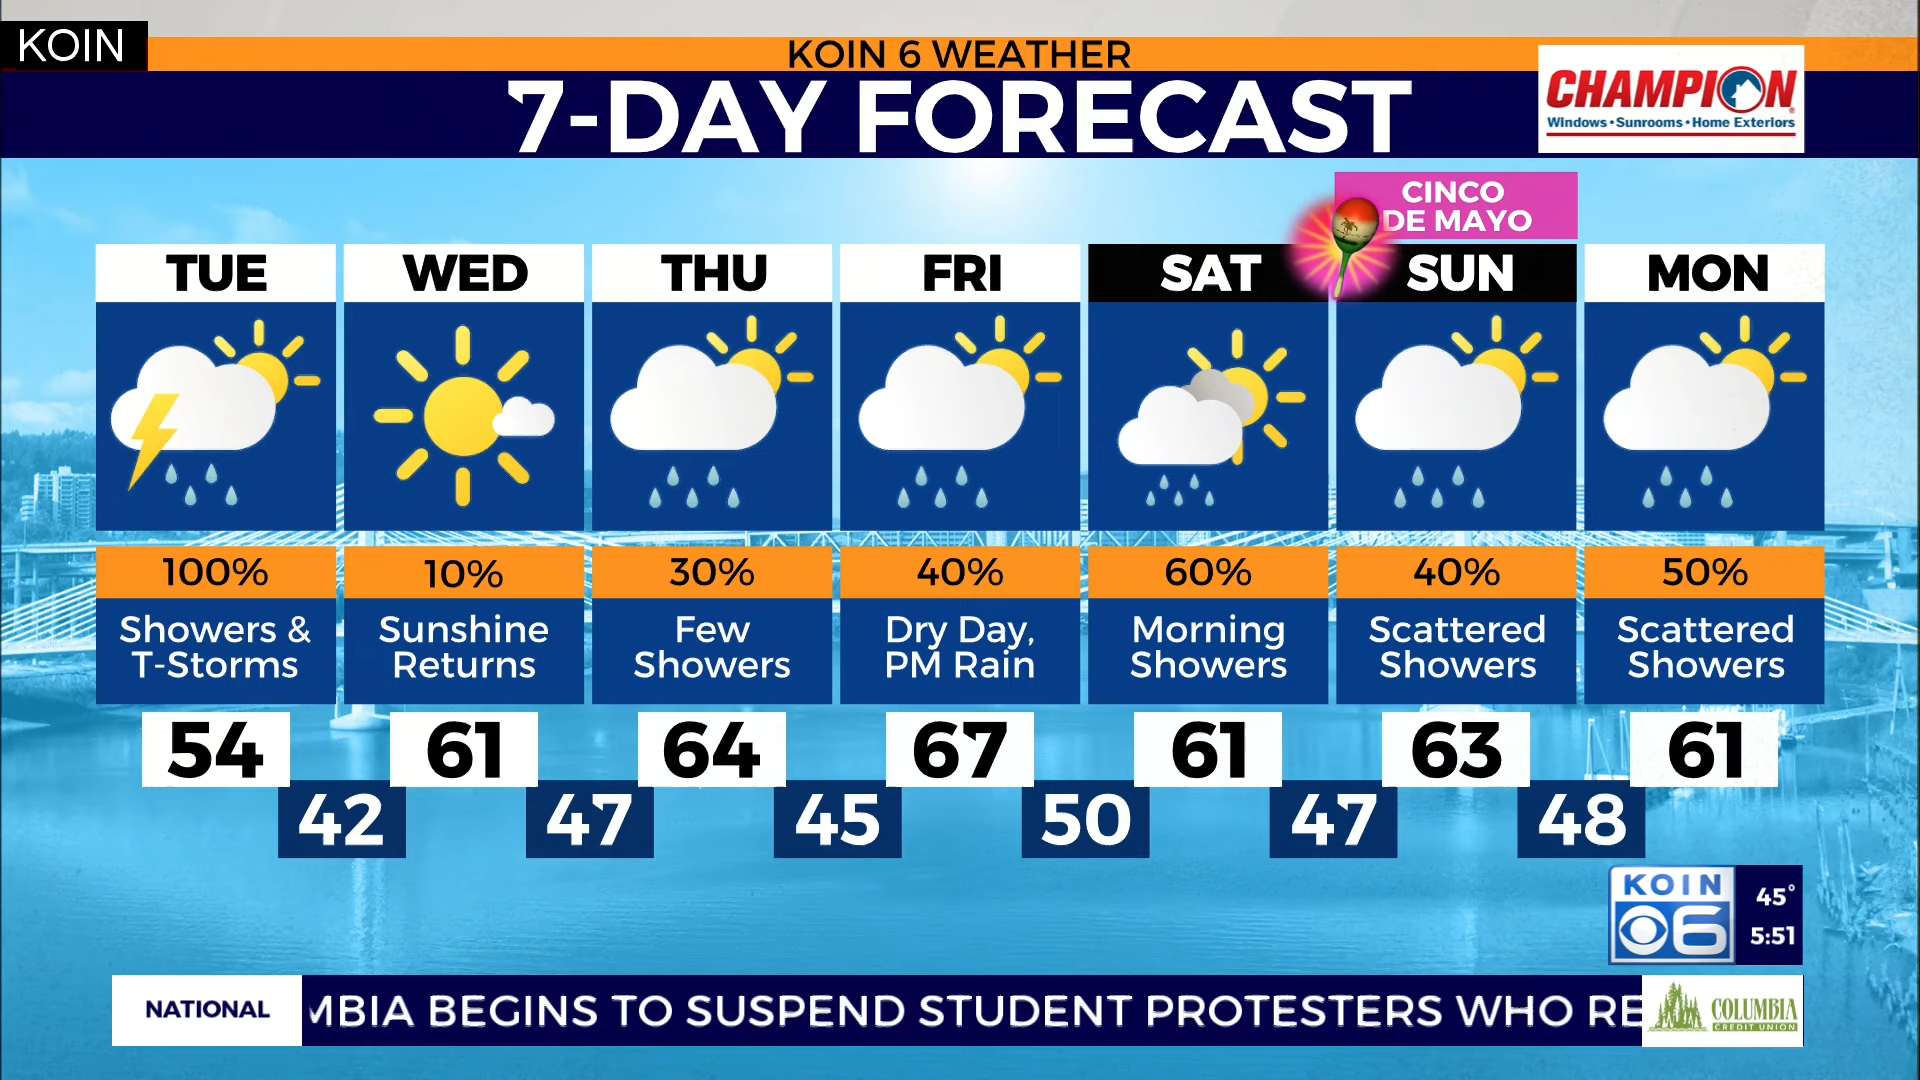 KOIN
KOIN 6 WEATHER
7-DAY FORECAST
CHAMPION
Windows • Sunrooms • Home Exteriors
CINCO
DE MAYO
TUE WED THU FRI SAT SUN MON
100% 10% 30% 40% 60% 40% 50%
Showers & Sunshine Few Dry Day, Morning Scattered Scattered
T-Storms Returns Showers PM Rain Showers Showers Showers
54 61 64 67 61 63 61
42 47 45 50 47 48
KOIN
6
45°
5:51
NATIONAL
MBIA BEGINS TO SUSPEND STUDENT PROTESTERS WHO RE
COLUMBIA
CREDIT UNION